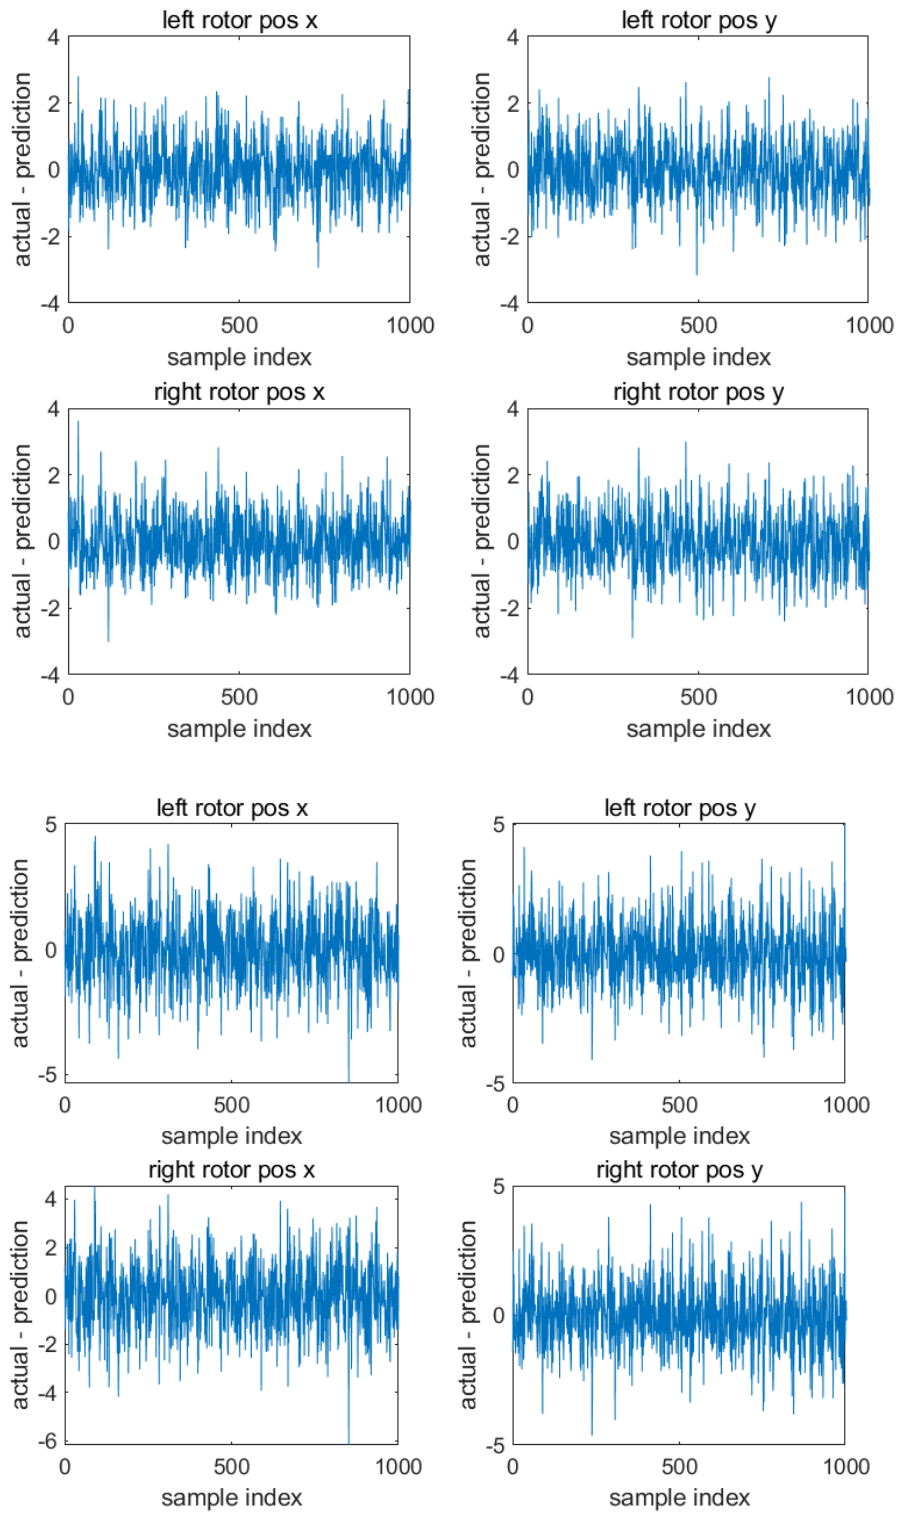 left rotor pos x
4
2
0
-2
-4
actual - prediction
0 500 1000
sample index
left rotor pos y
4
2
0
-2
-4
actual - prediction
0 500 1000
sample index
right rotor pos x
4
2
0
-2
-4
actual - prediction
0 500 1000
sample index
right rotor pos y
4
2
0
-2
-4
actual - prediction
0 500 1000
sample index
left rotor pos x
5
0
-5
actual - prediction
0 500 1000
sample index
left rotor pos y
5
0
-5
actual - prediction
0 500 1000
sample index
right rotor pos x
4
2
0
-2
-4
-6
actual - prediction
0 500 1000
sample index
right rotor pos y
5
0
-5
actual - prediction
0 500 1000
sample index